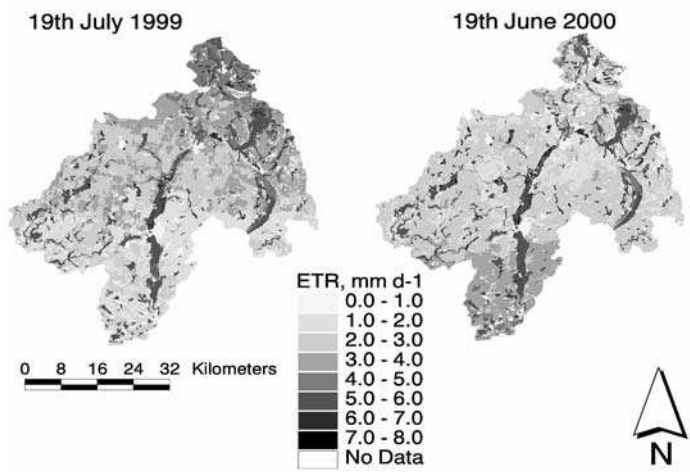 19th July 1999
19th June 2000
ETR, mm d-1
0.0 - 1.0
1.0 - 2.0
2.0 - 3.0
3.0 - 4.0
4.0 - 5.0
5.0 - 6.0
6.0 - 7.0
7.0 - 8.0
No Data
0 8 16 24 32 Kilometers
N